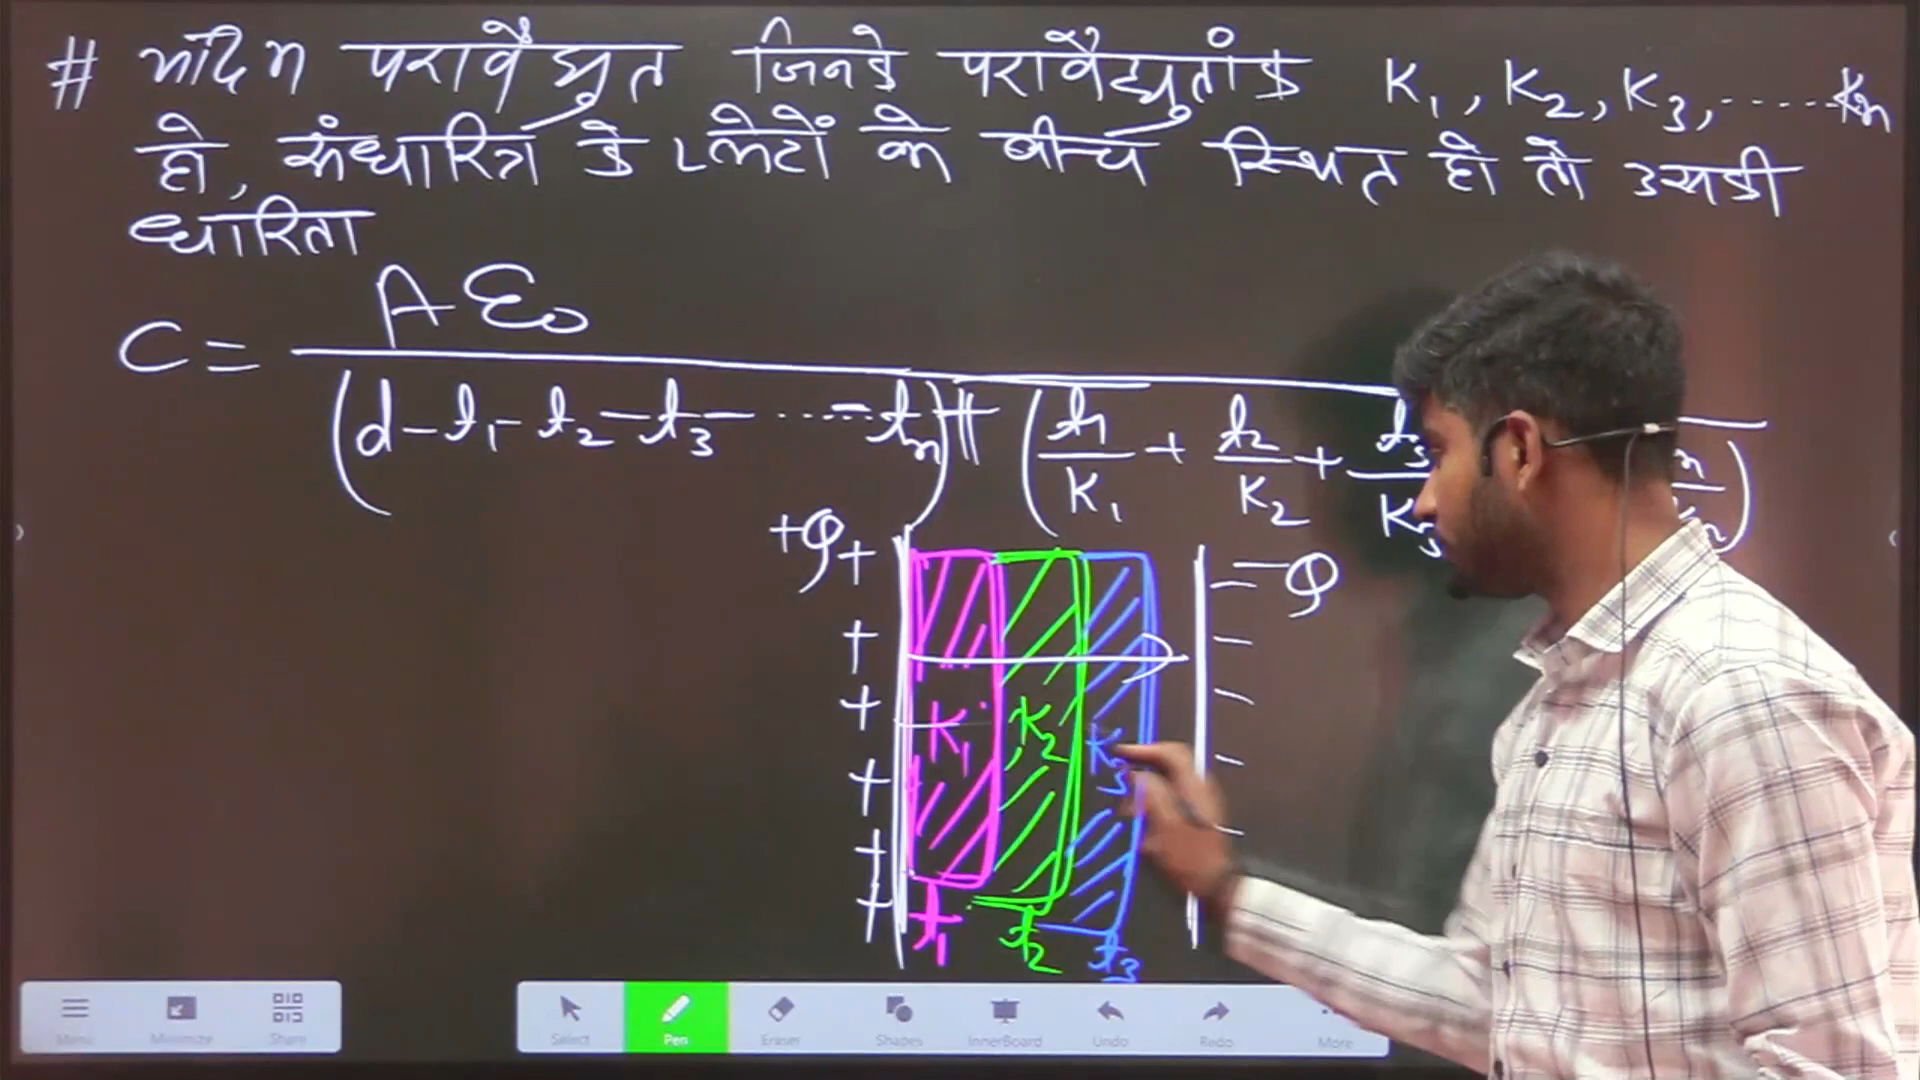 # यदि n परावैद्युत जिनके परावैद्युतांक K₁, K₂, K₃, ...... Kn
हो, संधारित्र के प्लेटों के बीच स्थित हो तो उसकी
धारिता
C = Aε₀
(d - t₁ - t₂ - t₃ - ...... - tn) + (t₁/K₁ + t₂/K₂ + t₃/K₃
+Q
-Q
K₁ K₂ K₃
t₁ t₂ t₃
Menu Minimize Share Select Pen Eraser Shapes InnerBoard Undo Redo More